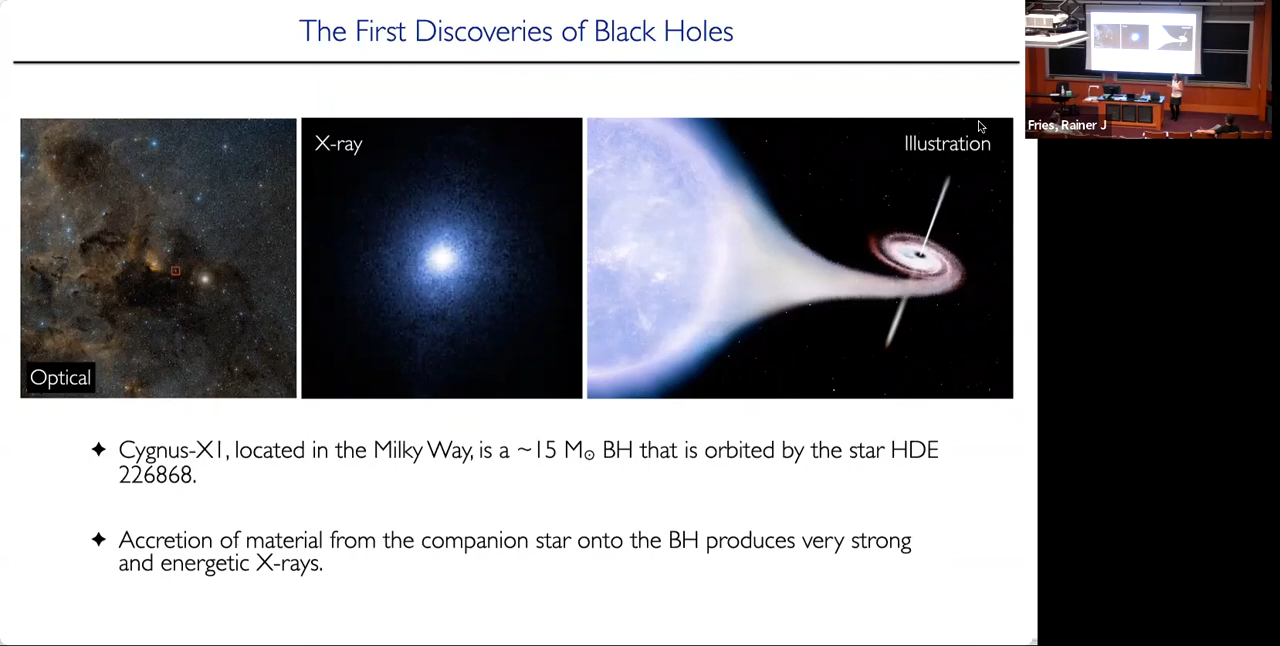 The First Discoveries of Black Holes
Optical
X-ray
Illustration
Fries, Rainer J
✦ Cygnus-X1, located in the Milky Way, is a ~15 M⊙ BH that is orbited by the star HDE
226868.
✦ Accretion of material from the companion star onto the BH produces very strong
and energetic X-rays.